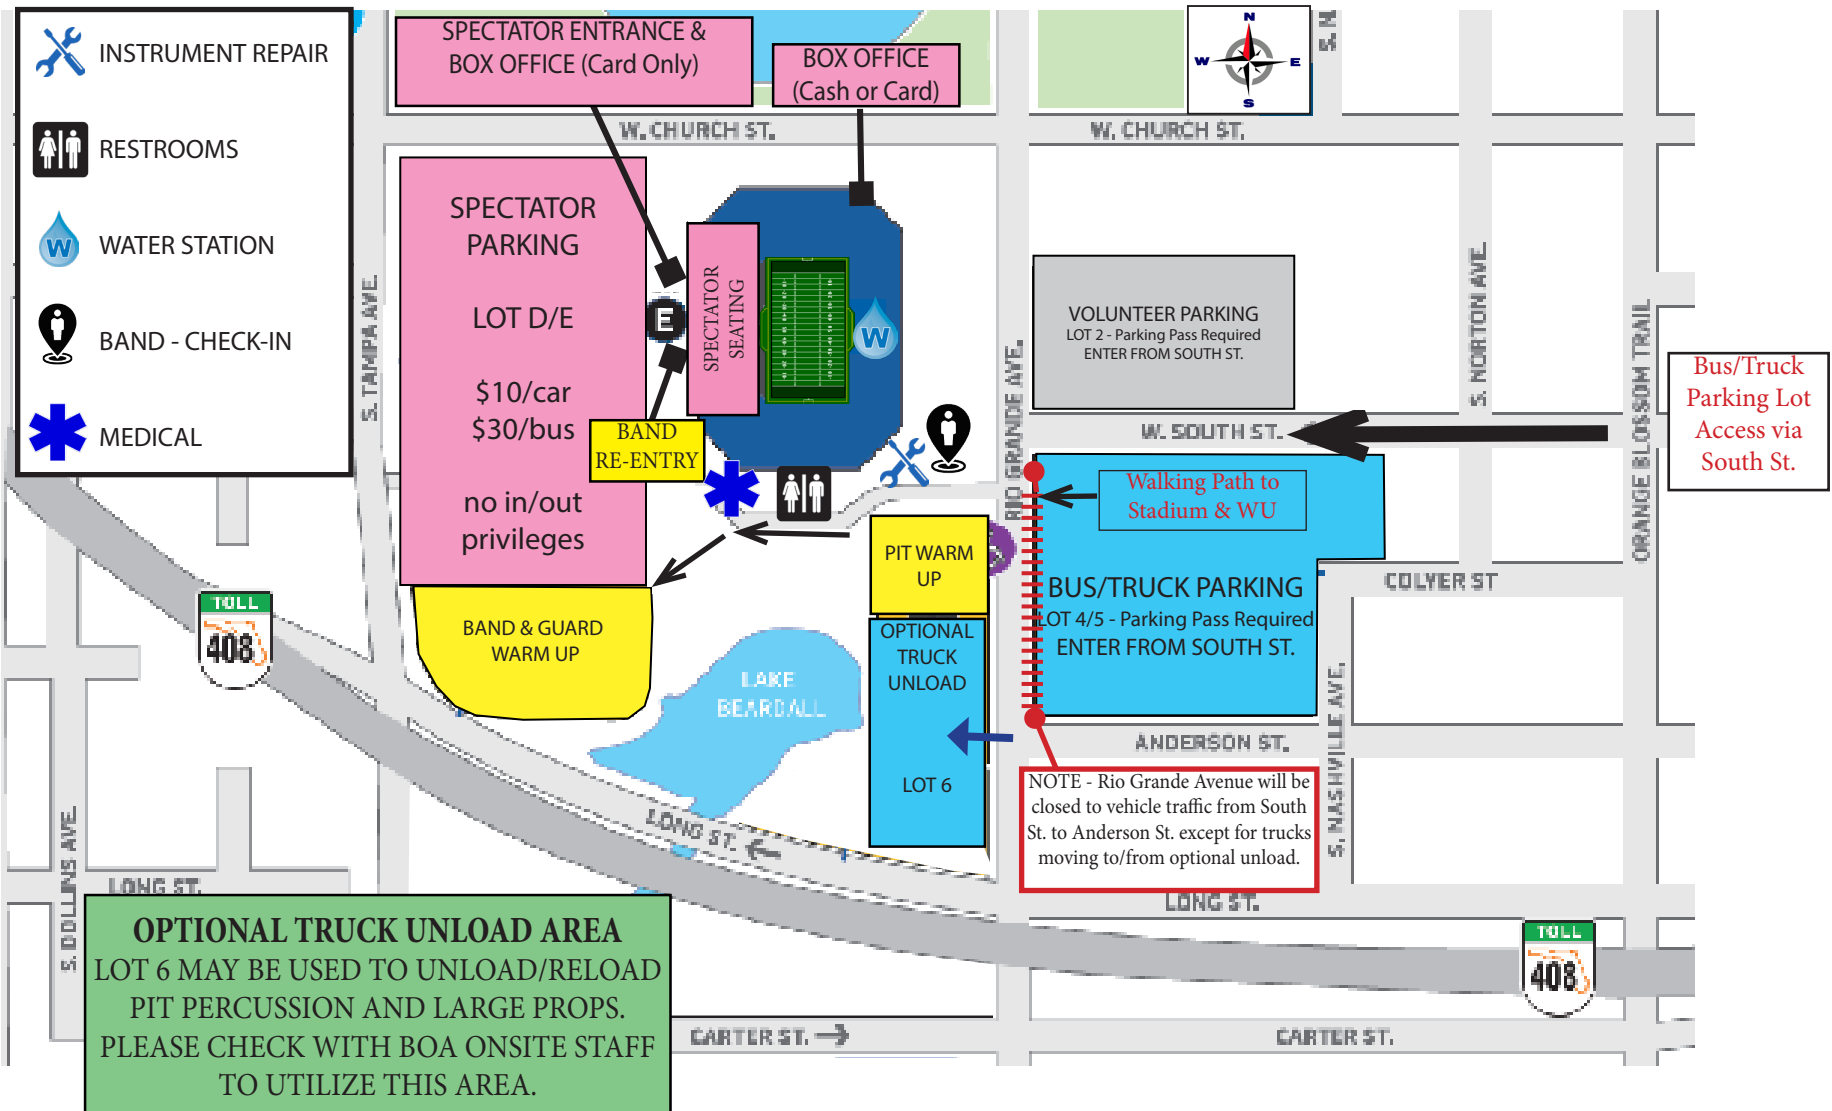 INSTRUMENT REPAIR
RESTROOMS
W
WATER STATION
BAND - CHECK-IN
MEDICAL
SPECTATOR ENTRANCE &
BOX OFFICE (Card Only)
BOX OFFICE
(Cash or Card)
N
W
E
S
S. N
W. CHURCH ST.
W. CHURCH ST.
SPECTATOR
PARKING
LOT D/E
$10/car
$30/bus
no in/out
privileges
S. TAMPA AVE.
E
SPECTATOR
SEATING
W
BAND
RE-ENTRY
VOLUNTEER PARKING
LOT 2 - Parking Pass Required
ENTER FROM SOUTH ST.
RIO GRANDE AVE.
S. NORTON AVE.
ORANGE BLOSSOM TRAIL
W. SOUTH ST.
Bus/Truck
Parking Lot
Access via
South St.
Walking Path to
Stadium & WU
BUS/TRUCK PARKING
LOT 4/5 - Parking Pass Required
ENTER FROM SOUTH ST.
COLYER ST
PIT WARM
UP
OPTIONAL
TRUCK
UNLOAD
LOT 6
BAND & GUARD
WARM UP
LAKE
BEARDALL
TOLL
408
ANDERSON ST.
S. NASHVILLE AVE.
NOTE - Rio Grande Avenue will be
closed to vehicle traffic from South
St. to Anderson St. except for trucks
moving to/from optional unload.
LONG ST.
LONG ST.
LONG ST.
S. DOLLINS AVE.
TOLL
408
OPTIONAL TRUCK UNLOAD AREA
LOT 6 MAY BE USED TO UNLOAD/RELOAD
PIT PERCUSSION AND LARGE PROPS.
PLEASE CHECK WITH BOA ONSITE STAFF
TO UTILIZE THIS AREA.
CARTER ST.
CARTER ST.